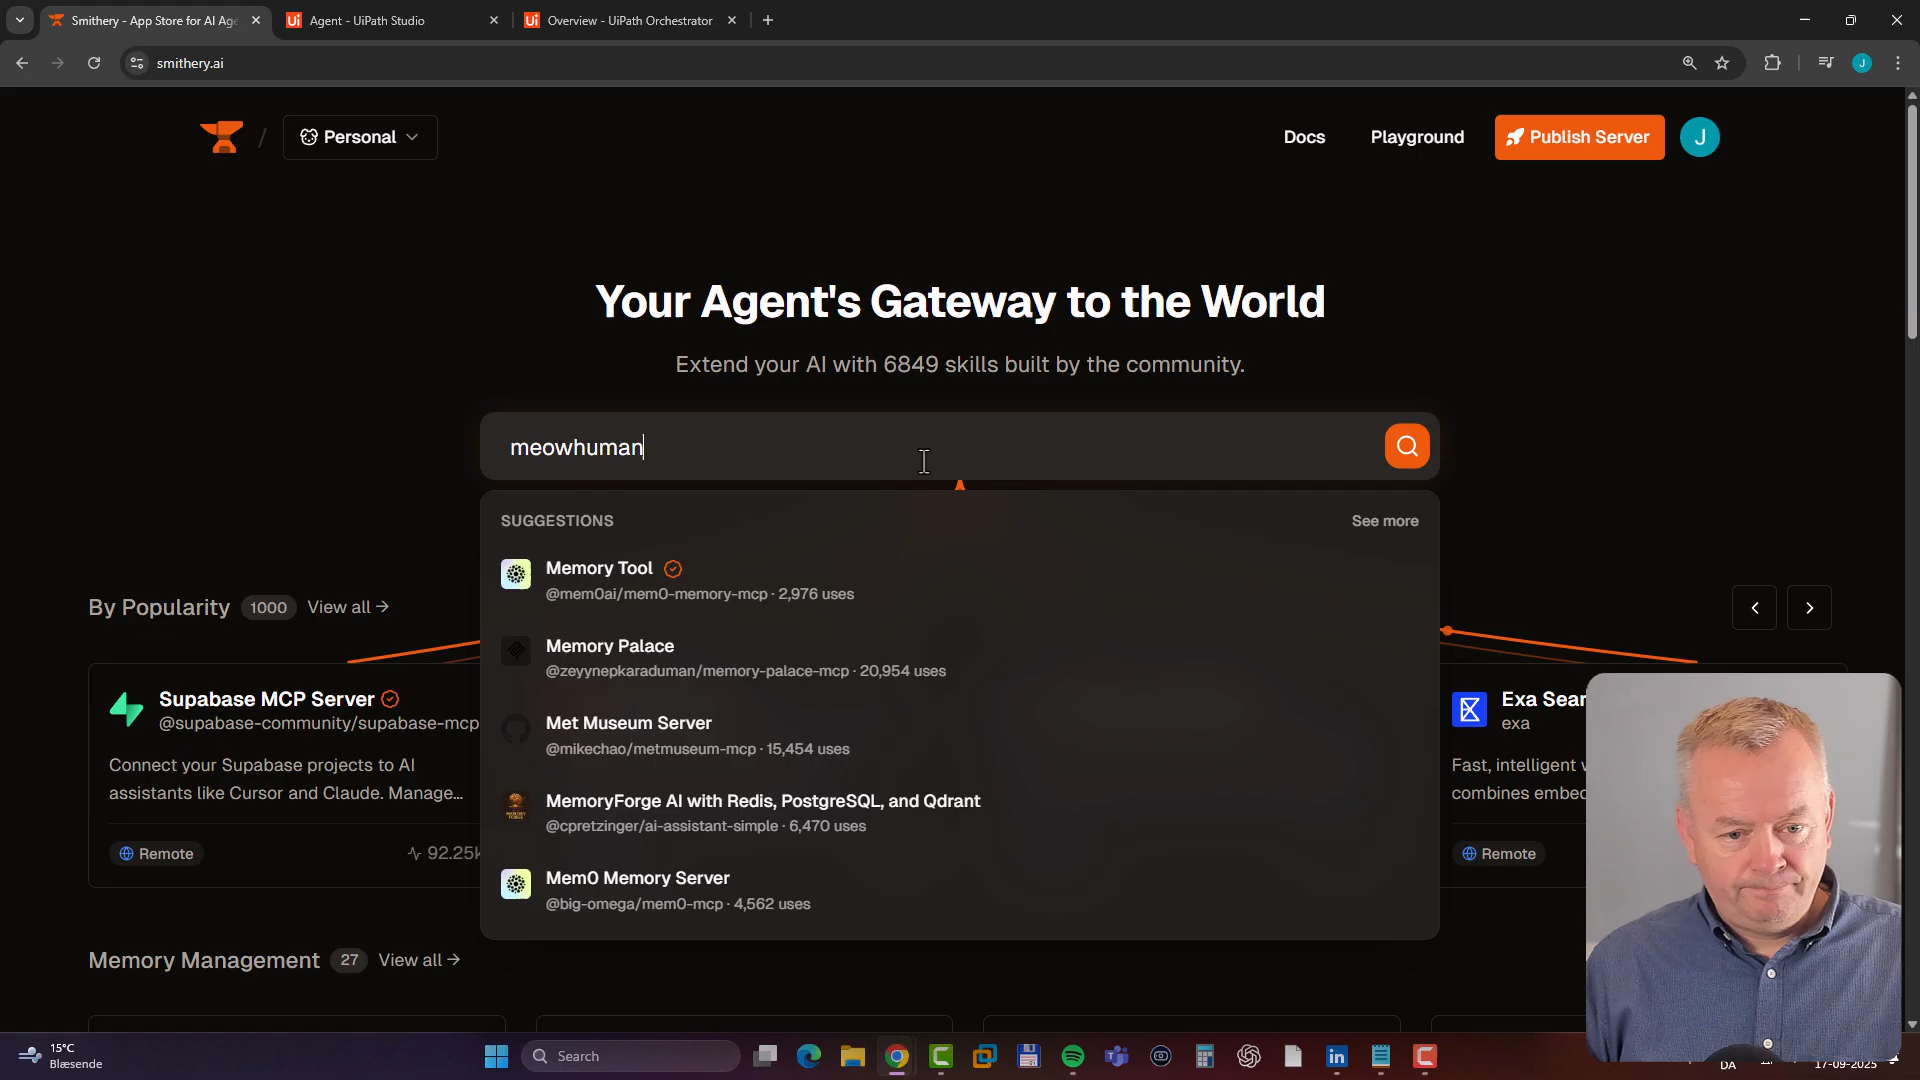 Smithery - App Store for AI Age
Agent - UiPath Studio
Overview - UiPath Orchestrator
smithery.ai
J
/
Personal
Docs
Playground
Publish Server
J
Your Agent's Gateway to the World
Extend your AI with 6849 skills built by the community.
meowhuman
SUGGESTIONS
See more
Memory Tool
@mem0ai/mem0-memory-mcp · 2,976 uses
Memory Palace
@zeyynepkaraduman/memory-palace-mcp · 20,954 uses
Met Museum Server
@mikechao/metmuseum-mcp · 15,454 uses
MemoryForge AI with Redis, PostgreSQL, and Qdrant
@cpretzinger/ai-assistant-simple · 6,470 uses
Mem0 Memory Server
@big-omega/mem0-mcp · 4,562 uses
By Popularity 1000 View all →
Supabase MCP Server
@supabase-community/supabase-mcp
Connect your Supabase projects to AI
assistants like Cursor and Claude. Manage...
Remote
92.25k
Exa Sear
exa
Fast, intelligent
combines embed
Remote
Memory Management 27 View all →
15°C
Blæsende
Search
DA
17-09-2025